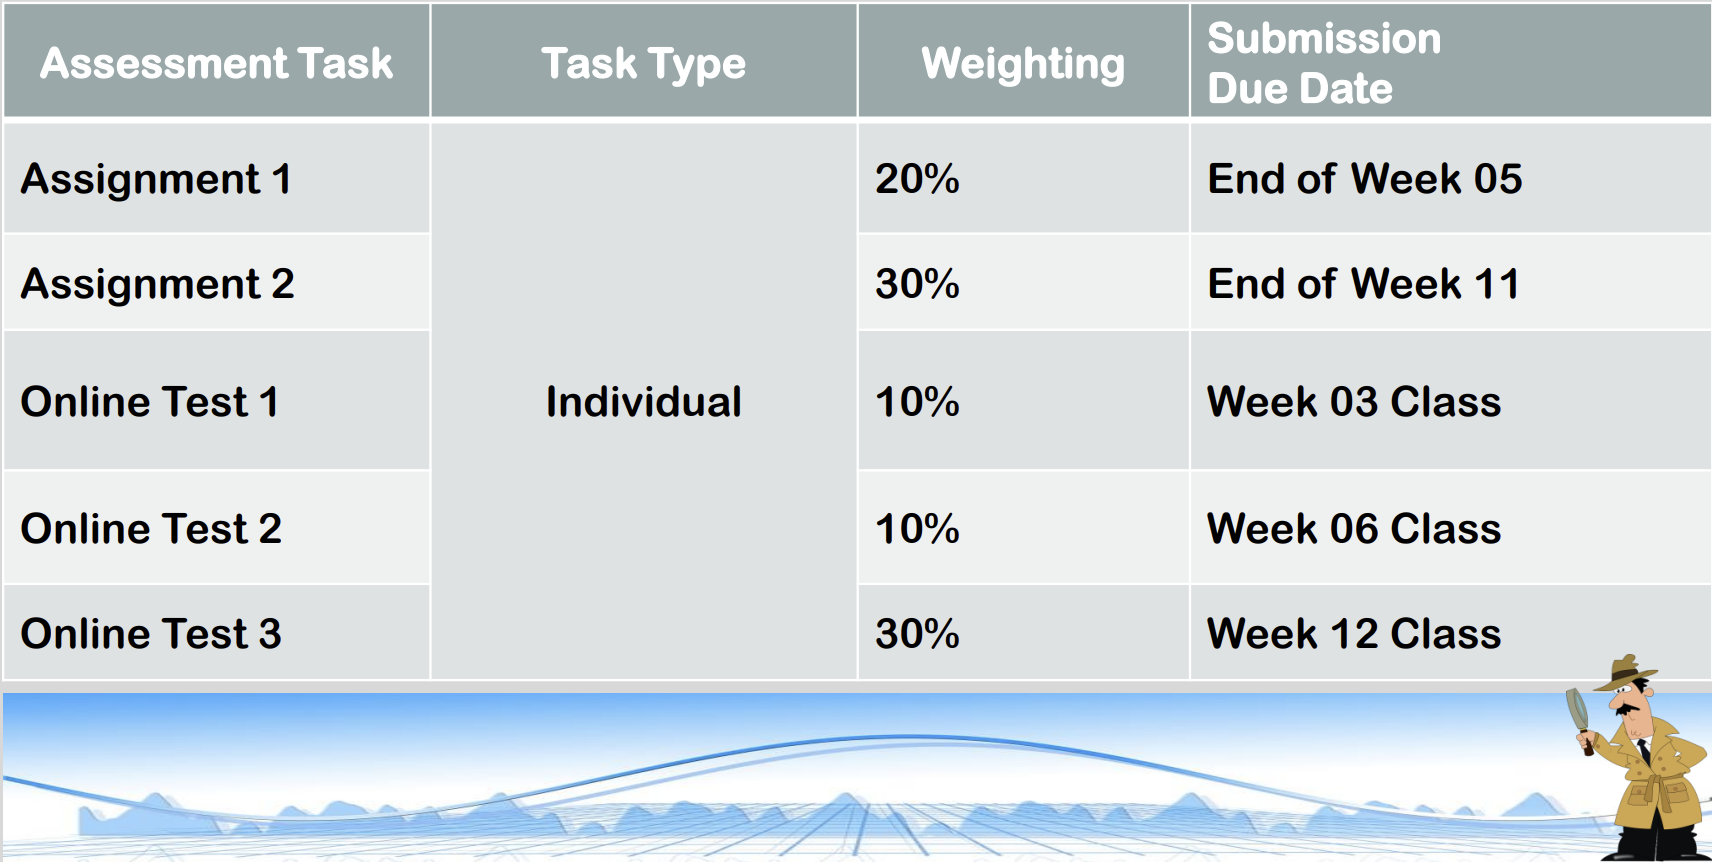 Assessment Task
Task Type
Weighting
Submission
Due Date
Assignment 1
20%
End of Week 05
Assignment 2
30%
End of Week 11
Online Test 1
Individual
10%
Week 03 Class
Online Test 2
10%
Week 06 Class
Online Test 3
30%
Week 12 Class